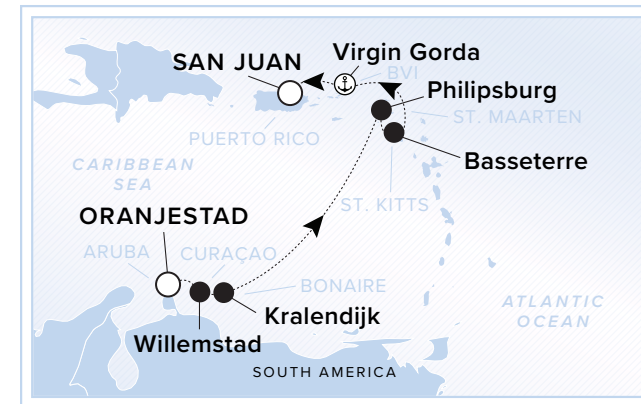 SAN JUAN
Virgin Gorda
BVI
Philipsburg
ST. MAARTEN
PUERTO RICO
Basseterre
CARIBBEAN
SEA
ST. KITTS
ORANJESTAD
ARUBA
CURAÇAO
BONAIRE
Kralendijk
ATLANTIC
OCEAN
Willemstad
SOUTH AMERICA